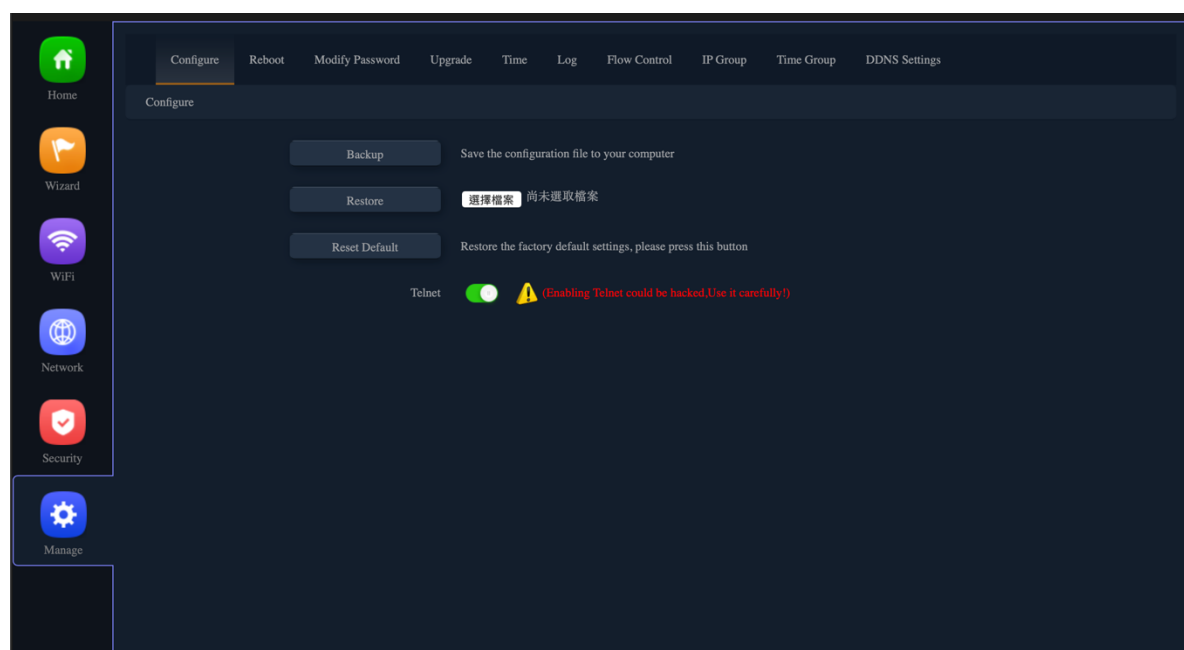 Home
Wizard
WiFi
Network
Security
Manage
Configure Reboot Modify Password Upgrade Time Log Flow Control IP Group Time Group DDNS Settings
Configure
Backup Save the configuration file to your computer
Restore 選擇檔案 尚未選取檔案
Reset Default Restore the factory default settings, please press this button
Telnet (Enabling Telnet could be hacked,Use it carefully!)